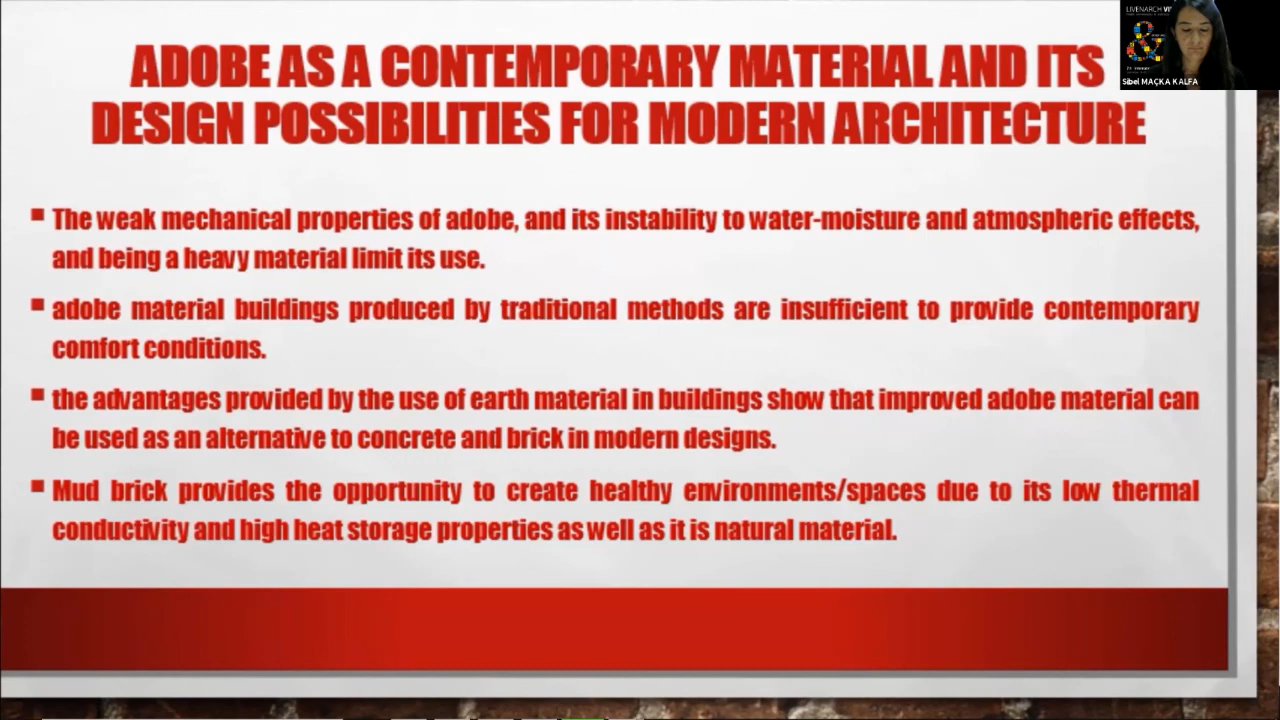 LIVENARCH VI
ADOBE AS A CONTEMPORARY MATERIAL AND ITS
Sibel MAÇKA KALFA
DESIGN POSSIBILITIES FOR MODERN ARCHITECTURE
The weak mechanical properties of adobe, and its instability to water-moisture and atmospheric effects,
and being a heavy material limit its use.
adobe material buildings produced by traditional methods are insufficient to provide contemporary
comfort conditions.
the advantages provided by the use of earth material in buildings show that improved adobe material can
be used as an alternative to concrete and brick in modern designs.
Mud brick provides the opportunity to create healthy environments/spaces due to its low thermal
conductivity and high heat storage properties as well as it is natural material.